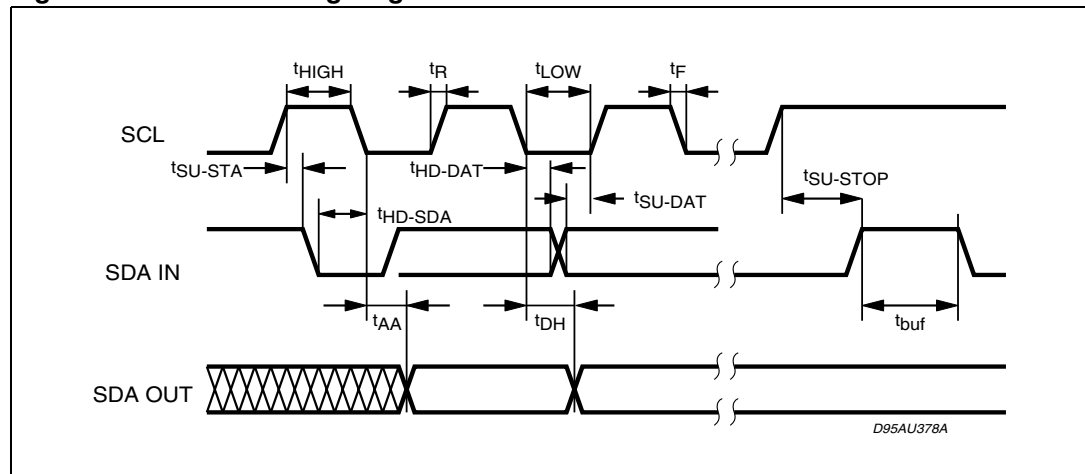 tHIGH tR tLOW tF
SCL
tSU-STA tHD-DAT tSU-STOP
tSU-DAT
tHD-SDA
SDA IN
tAA tDH tbuf
SDA OUT
D95AU378A